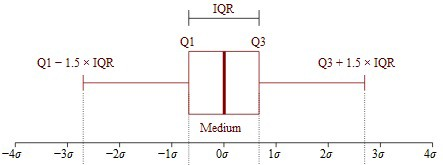 IQR
Q1 Q3
Q1 − 1.5 × IQR Q3 + 1.5 × IQR
Medium
−4σ −3σ −2σ −1σ 0σ 1σ 2σ 3σ 4σ